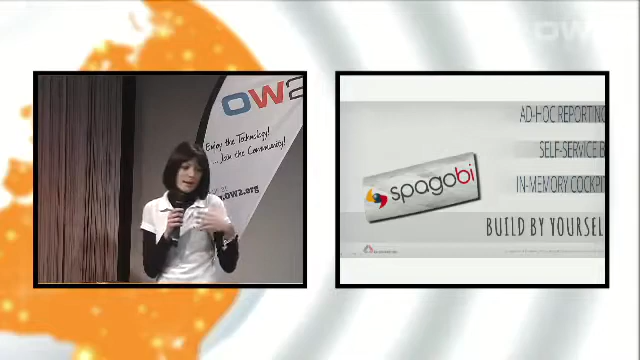 OW2
OW2
Enjoy the Technology!
...Join the Community!
.ow2.org
AD-HOC REPORTING
SELF-SERVICE B
IN-MEMORY COCKPIT
spagobi
BUILD BY YOURSEL